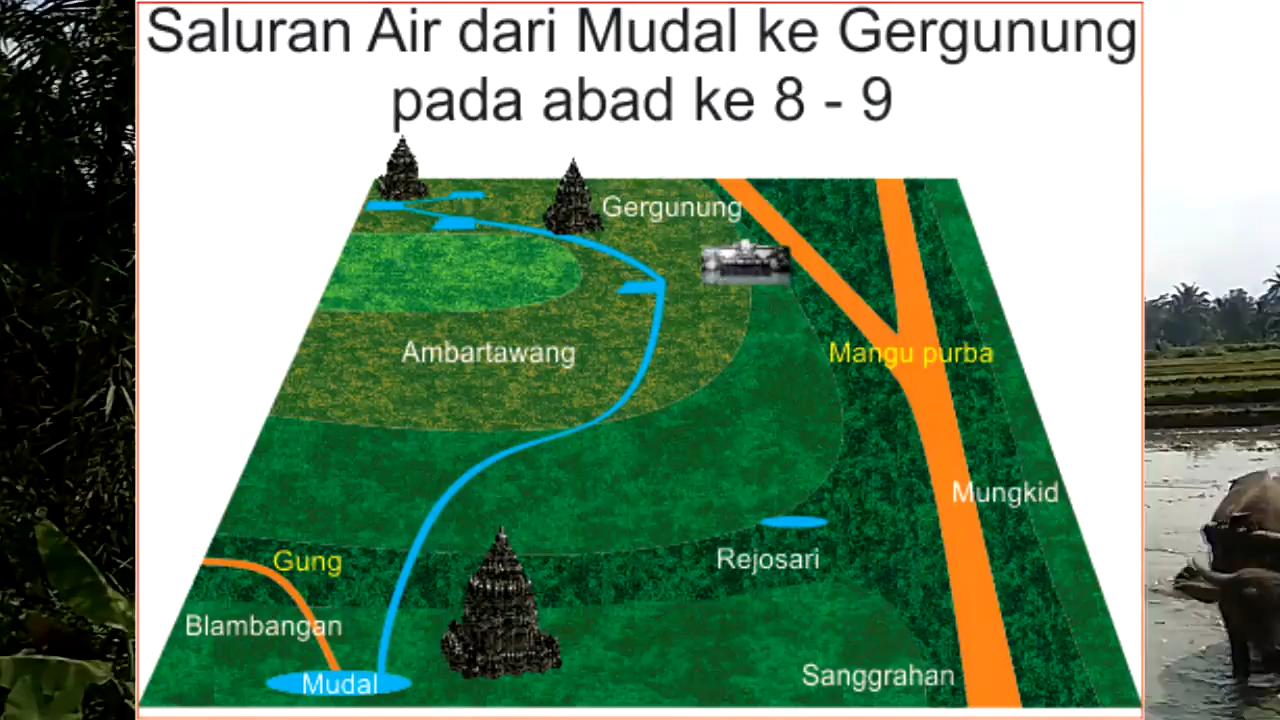 Saluran Air dari Mudal ke Gergunung
pada abad ke 8 - 9
Gergunung
Ambartawang
Mangu purba
Mungkid
Rejosari
Gung
Blambangan
Sanggrahan
Mudal